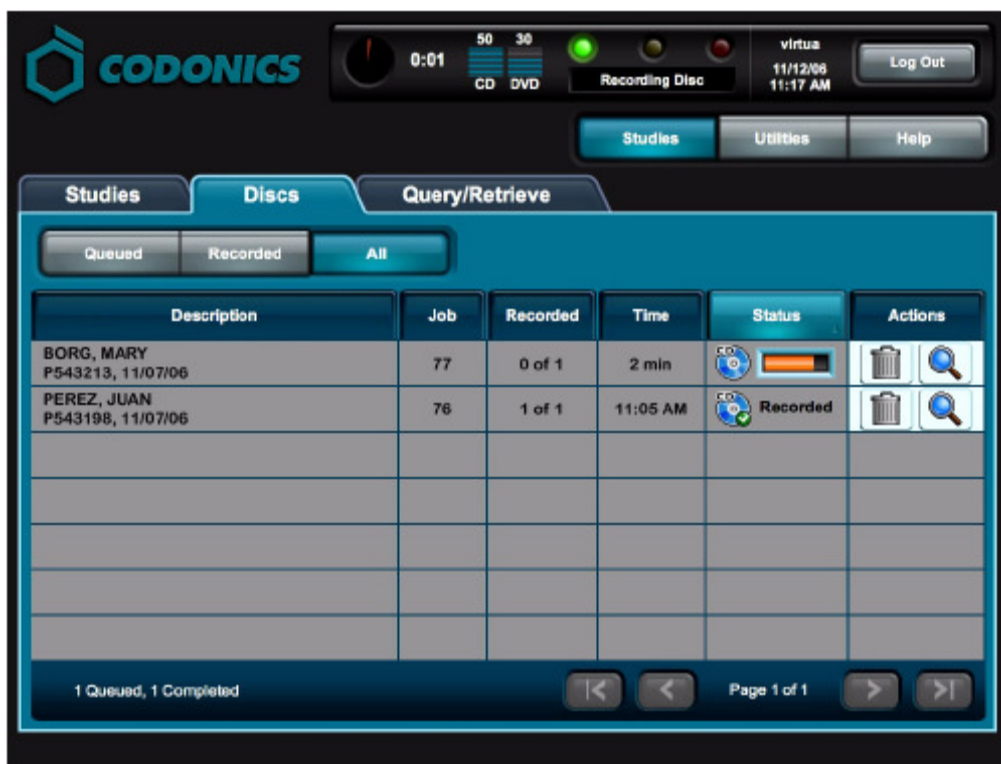 CODONICS
0:01
50 30
CD DVD
Recording Disc
virtua
11/12/06
11:17 AM
Log Out
Studies Utilities Help
Studies Discs Query/Retrieve
Queued Recorded All
Description Job Recorded Time Status Actions
BORG, MARY
P543213, 11/07/06
77 0 of 1 2 min CD
PEREZ, JUAN
P543198, 11/07/06
76 1 of 1 11:05 AM CD Recorded
1 Queued, 1 Completed
Page 1 of 1